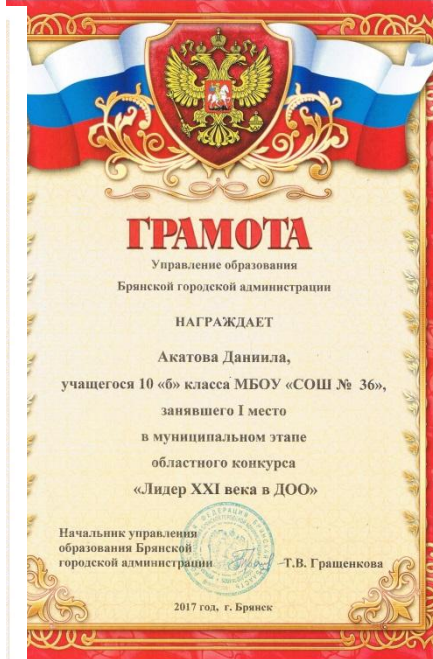 ГРАМОТА
Управление образования
Брянской городской администрации
НАГРАЖДАЕТ
Акатова Даниила,
учащегося 10 «б» класса МБОУ «СОШ № 36»,
занявшего I место
в муниципальном этапе
областного конкурса
«Лидер XXI века в ДОО»
Начальник управления
образования Брянской
городской администрации Т.В. Гращенкова
2017 год, г. Брянск